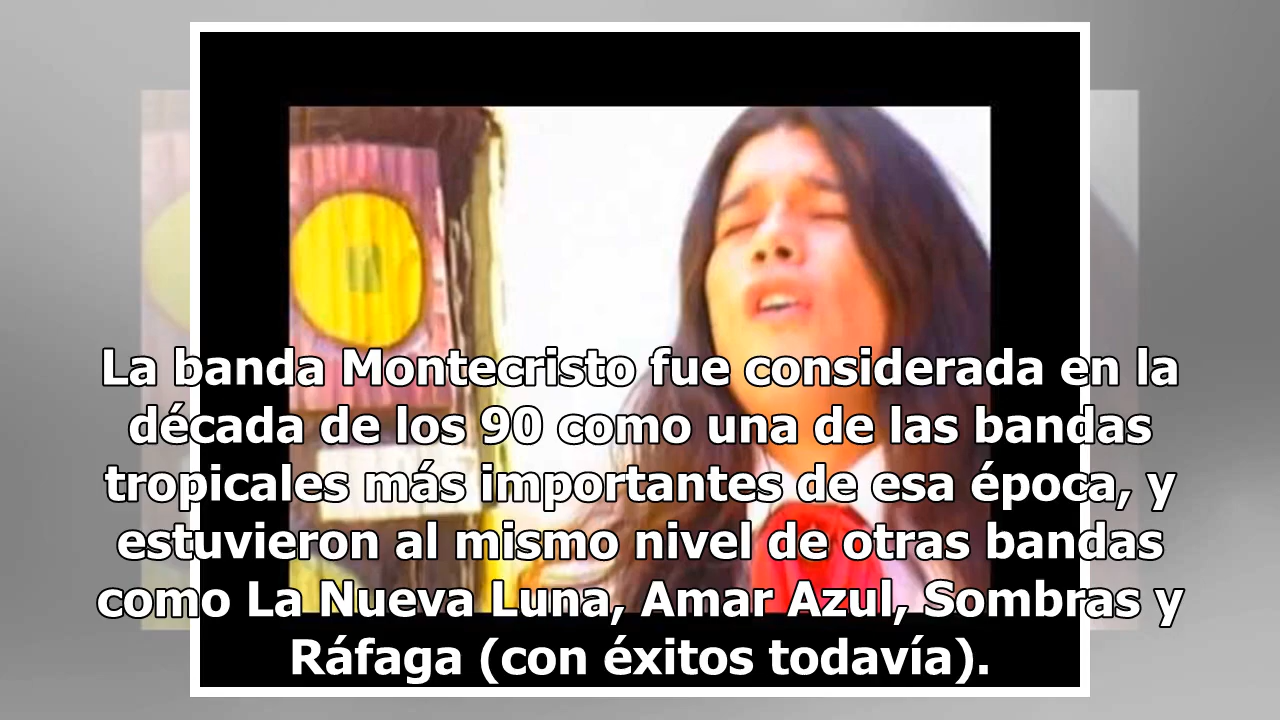 La banda Montecristo fue considerada en la
década de los 90 como una de las bandas
tropicales más importantes de esa época, y
estuvieron al mismo nivel de otras bandas
como La Nueva Luna, Amar Azul, Sombras y
Ráfaga (con éxitos todavía).